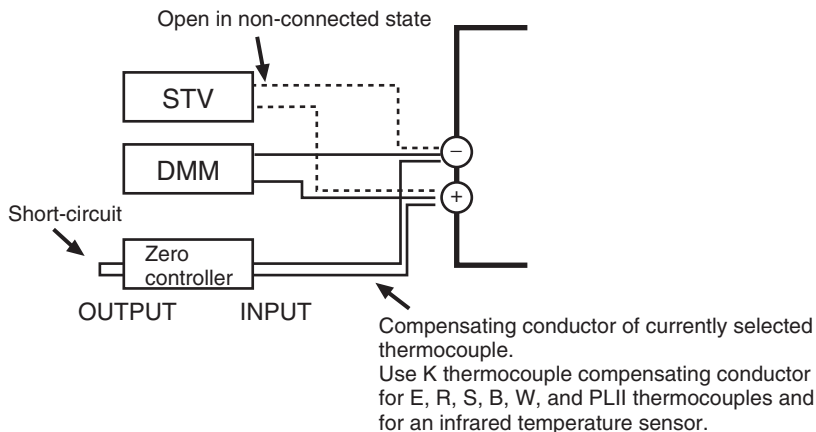 Open in non-connected state
STV
DMM
−
+
Short-circuit
Zero
controller
OUTPUT
INPUT
Compensating conductor of currently selected
thermocouple.
Use K thermocouple compensating conductor
for E, R, S, B, W, and PLII thermocouples and
for an infrared temperature sensor.